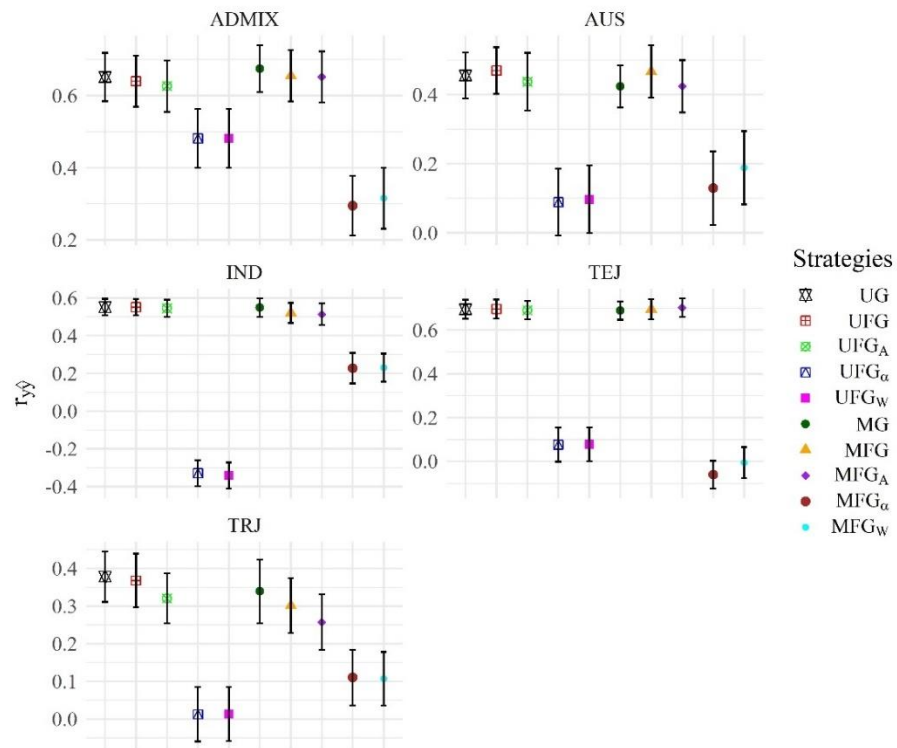 ADMIX
0.6
0.4
0.2
AUS
0.4
0.2
0.0
IND
0.6
0.4
0.2
0.0
-0.2
-0.4
TEJ
0.6
0.4
0.2
0.0
TRJ
0.4
0.3
0.2
0.1
0.0
r_yŷ
Strategies
UG
UFG
UFG_A
UFG_α
UFG_W
MG
MFG
MFG_A
MFG_α
MFG_W